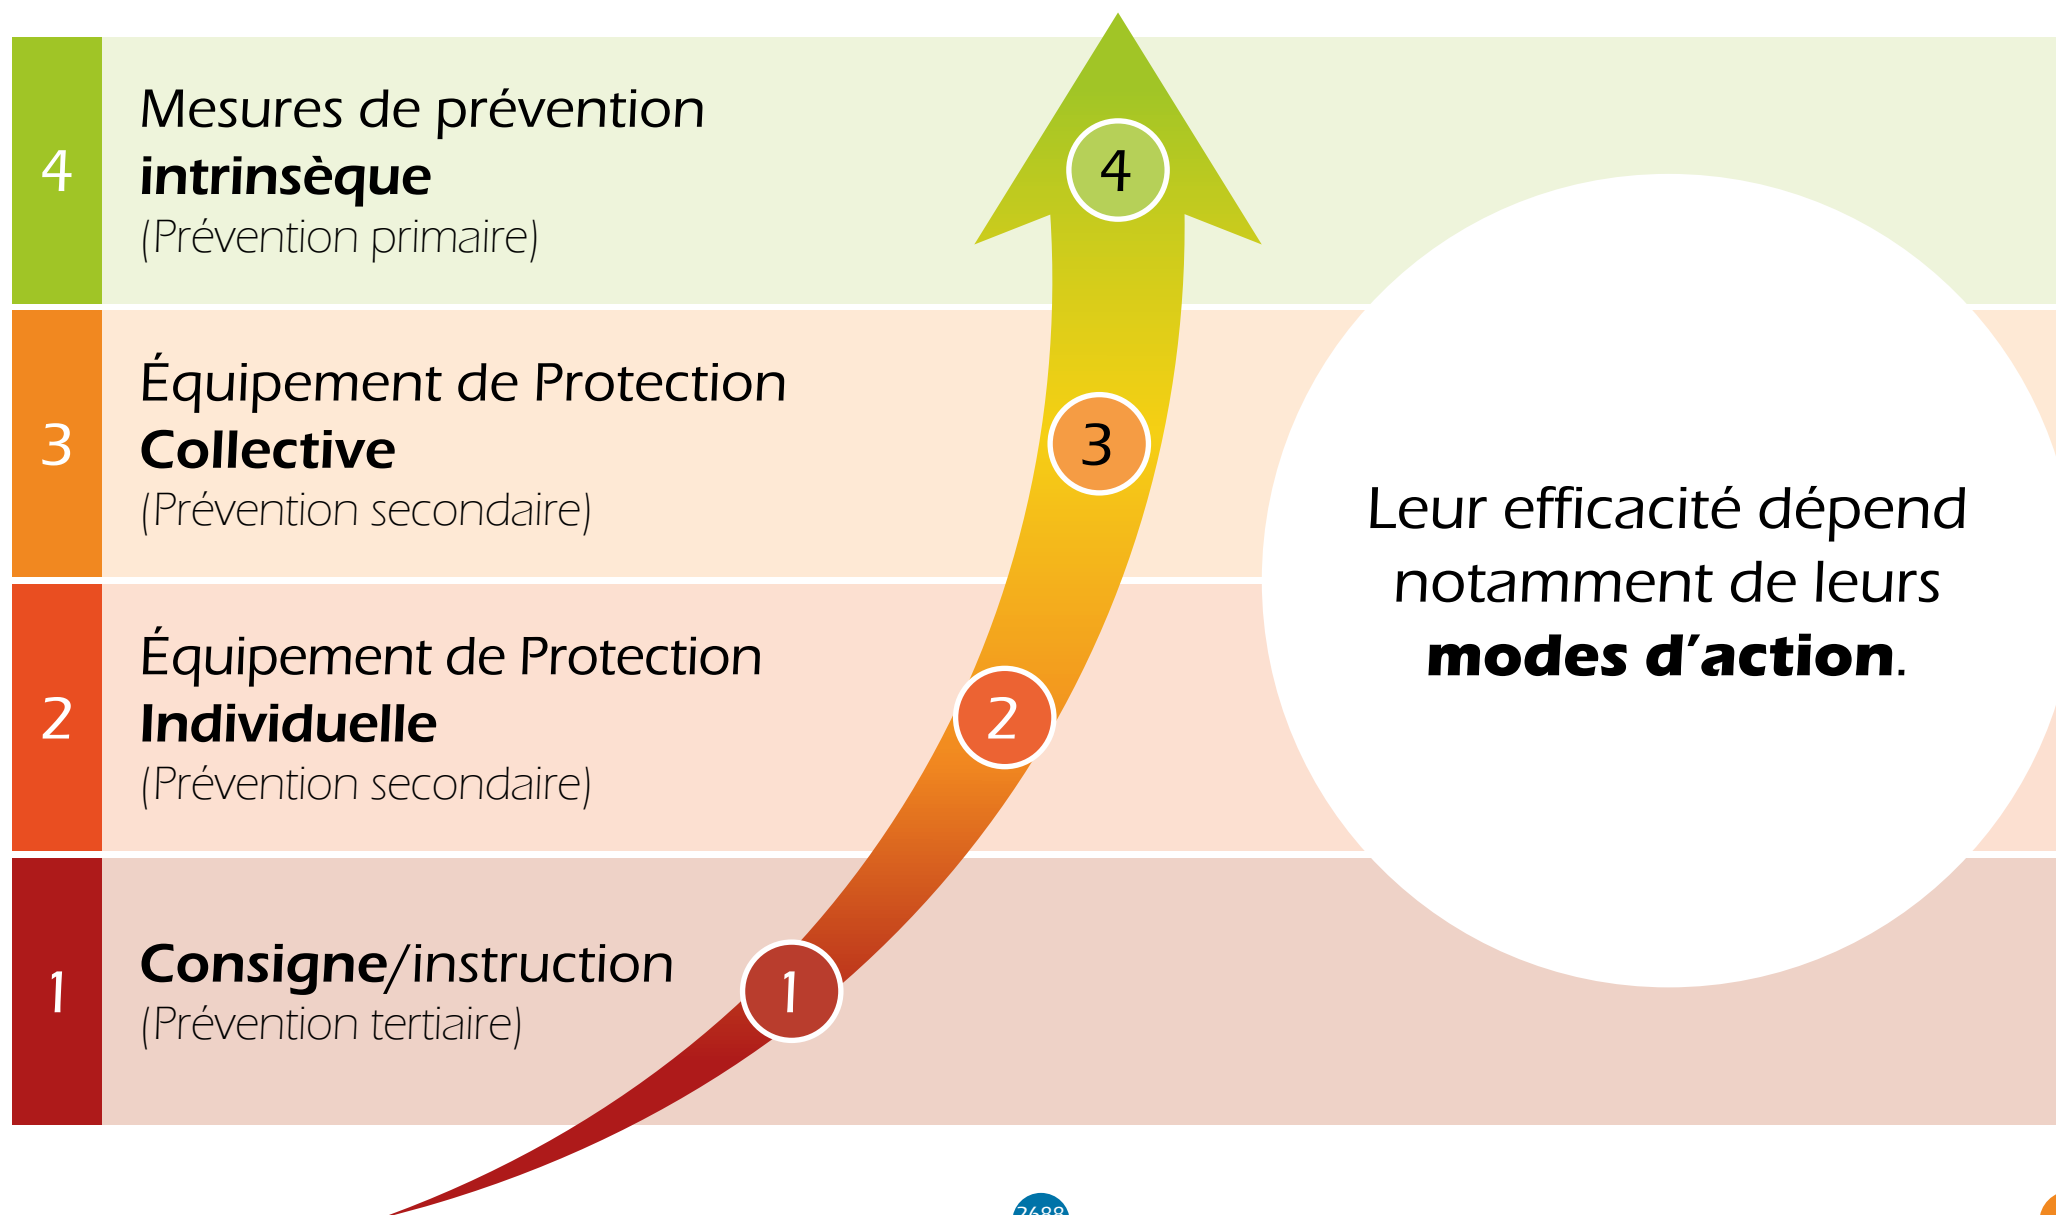 4
Mesures de prévention
intrinsèque
(Prévention primaire)
4
3
Équipement de Protection
Collective
(Prévention secondaire)
3
2
Équipement de Protection
Individuelle
(Prévention secondaire)
2
1
Consigne/instruction
(Prévention tertiaire)
1
Leur efficacité dépend
notamment de leurs
modes d’action.
2688